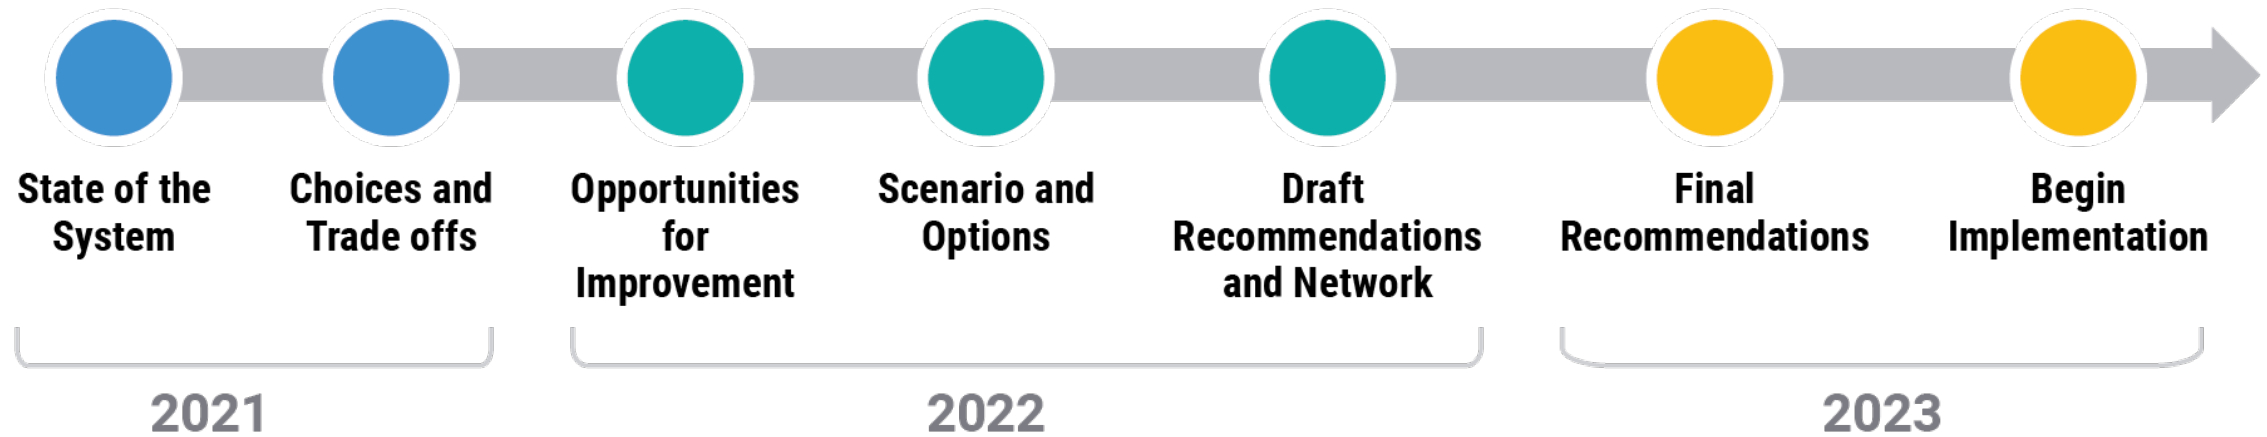 State of the
System
Choices and
Trade offs
Opportunities
for
Improvement
Scenario and
Options
Draft
Recommendations
and Network
Final
Recommendations
Begin
Implementation
2021
2022
2023